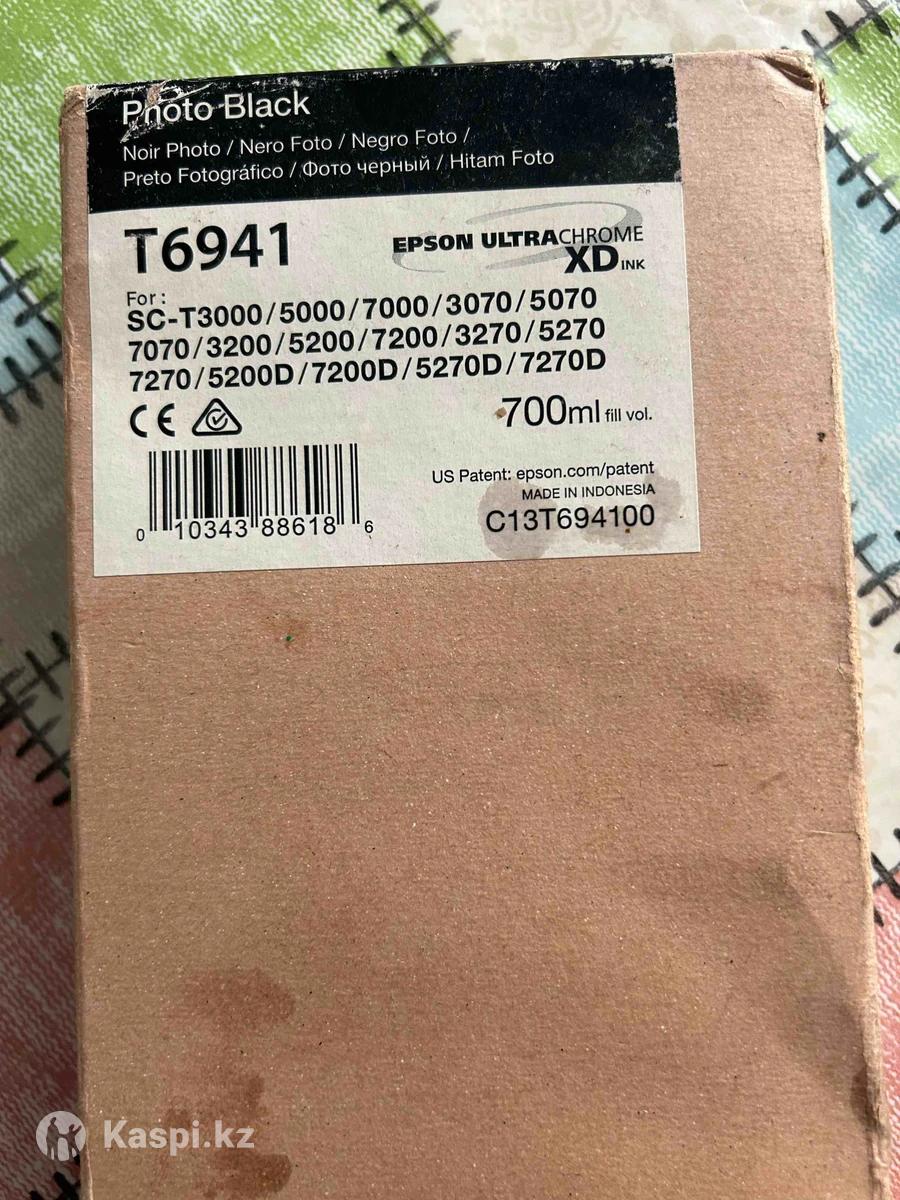 Photo Black
Noir Photo / Nero Foto / Negro Foto /
Preto Fotográfico / Фото черный / Hitam Foto
T6941
EPSON ULTRACHROME
XD INK
For :
SC-T3000/5000/7000/3070/5070
7070/3200/5200/7200/3270/5270
7270/5200D/7200D/5270D/7270D
CE
700ml fill vol.
US Patent: epson.com/patent
MADE IN INDONESIA
C13T694100
0 10343 88618 6
Kaspi.kz